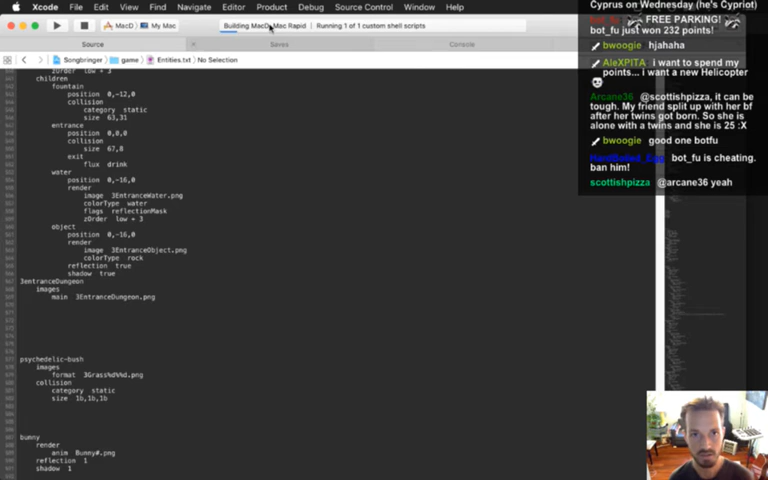 Xcode File Edit View Find Navigate Editor Product Debug Source Control Window Help
MacD My Mac
Building MacD: Mac Rapid | Running 1 of 1 custom shell scripts
Source Saves Console
Songbringer game Entities.txt No Selection
zOrder low + 3
children
fountain
position 0,-12,0
collision
category static
size 63,31
entrance
position 0,8,0
collision
size 67,8
exit
flux drink
water
position 0,-16,0
render
image 3EntranceWater.png
colorType water
flags reflectionMask
zOrder low + 3
object
position 0,-16,0
render
image 3EntranceObject.png
colorType rock
reflection true
shadow true
3entranceDungeon
images
main 3EntranceDungeon.png
psychedelic-bush
images
format 3Grass%d%d.png
collision
category static
size 1b,1b,1b
bunny
render
anim Bunny#.png
reflection 1
shadow 1
Cyprus on Wednesday (he's Cypriot)
FREE PARKING!
bot_fu just won 232 points!
bwoogie hjahaha
AleXPITA i want to spend my
points... i want a new Helicopter
Arcane36 @scottishpizza, it can be
tough. My friend split up with her bf
after her twins got born. So she is
alone with a twins and she is 25 :X
bwoogie good one botfu
HardBoiled_Egg bot_fu is cheating.
ban him!
scottishpizza @arcane36 yeah